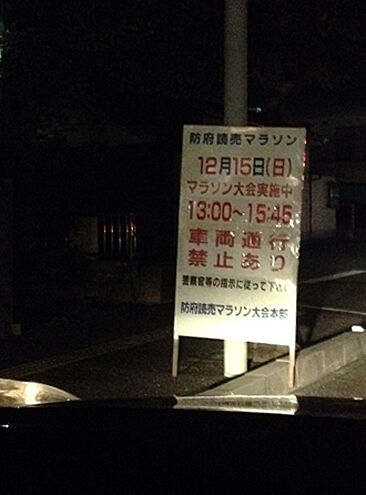 防府読売マラソン
12月15日(日)
マラソン大会実施中
13:00~15:45
車両通行
禁止あり
警察官等の指示に従って下さい
防府読売マラソン大会本部